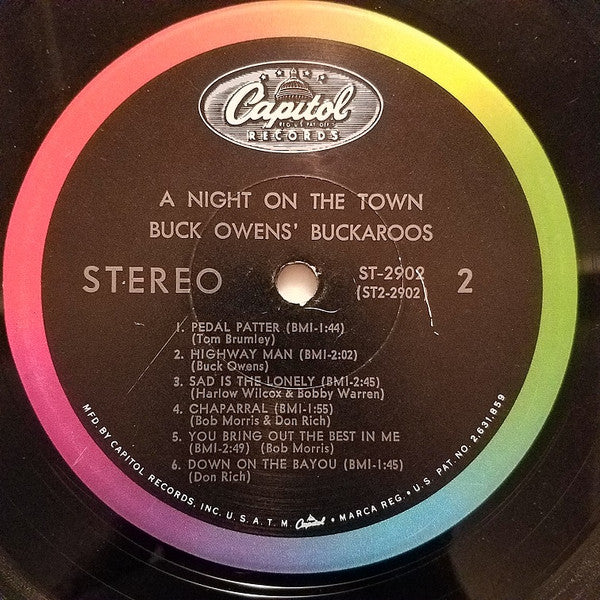 Capitol
REG. U.S. PAT. OFF.
RECORDS
A NIGHT ON THE TOWN
BUCK OWENS' BUCKAROOS
STEREO
ST-2902
(ST2-2902)
2
1. PEDAL PATTER (BMI-1:44)
(Tom Brumley)
2. HIGHWAY MAN (BMI-2:02)
(Buck Owens)
3. SAD IS THE LONELY (BMI-2:45)
(Harlow Wilcox & Bobby Warren)
4. CHAPARRAL (BMI-1:55)
(Bob Morris & Don Rich)
5. YOU BRING OUT THE BEST IN ME
(BMI-2:49) (Bob Morris)
6. DOWN ON THE BAYOU (BMI-1:45)
(Don Rich)
MFD. BY CAPITOL RECORDS, INC. U.S.A. T.M. Capitol • MARCA REG. • U.S. PAT. NO. 2,631,859